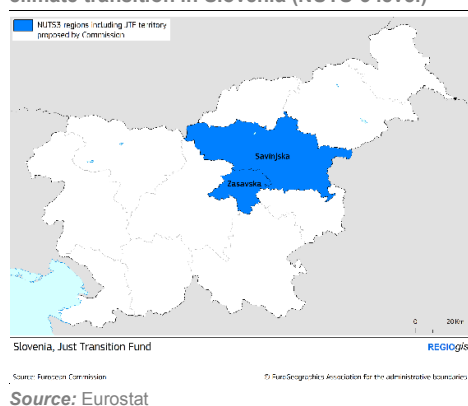 climate transition in Slovenia (NUTS 3 level)
NUTS3 regions including JTF territory
proposed by Commission
Savinjska
Zasavska
0 20Km
Slovenia, Just Transition Fund
REGIOgis
Source: European Commission
© EuroGeographics Association for the administrative boundaries
Source: Eurostat